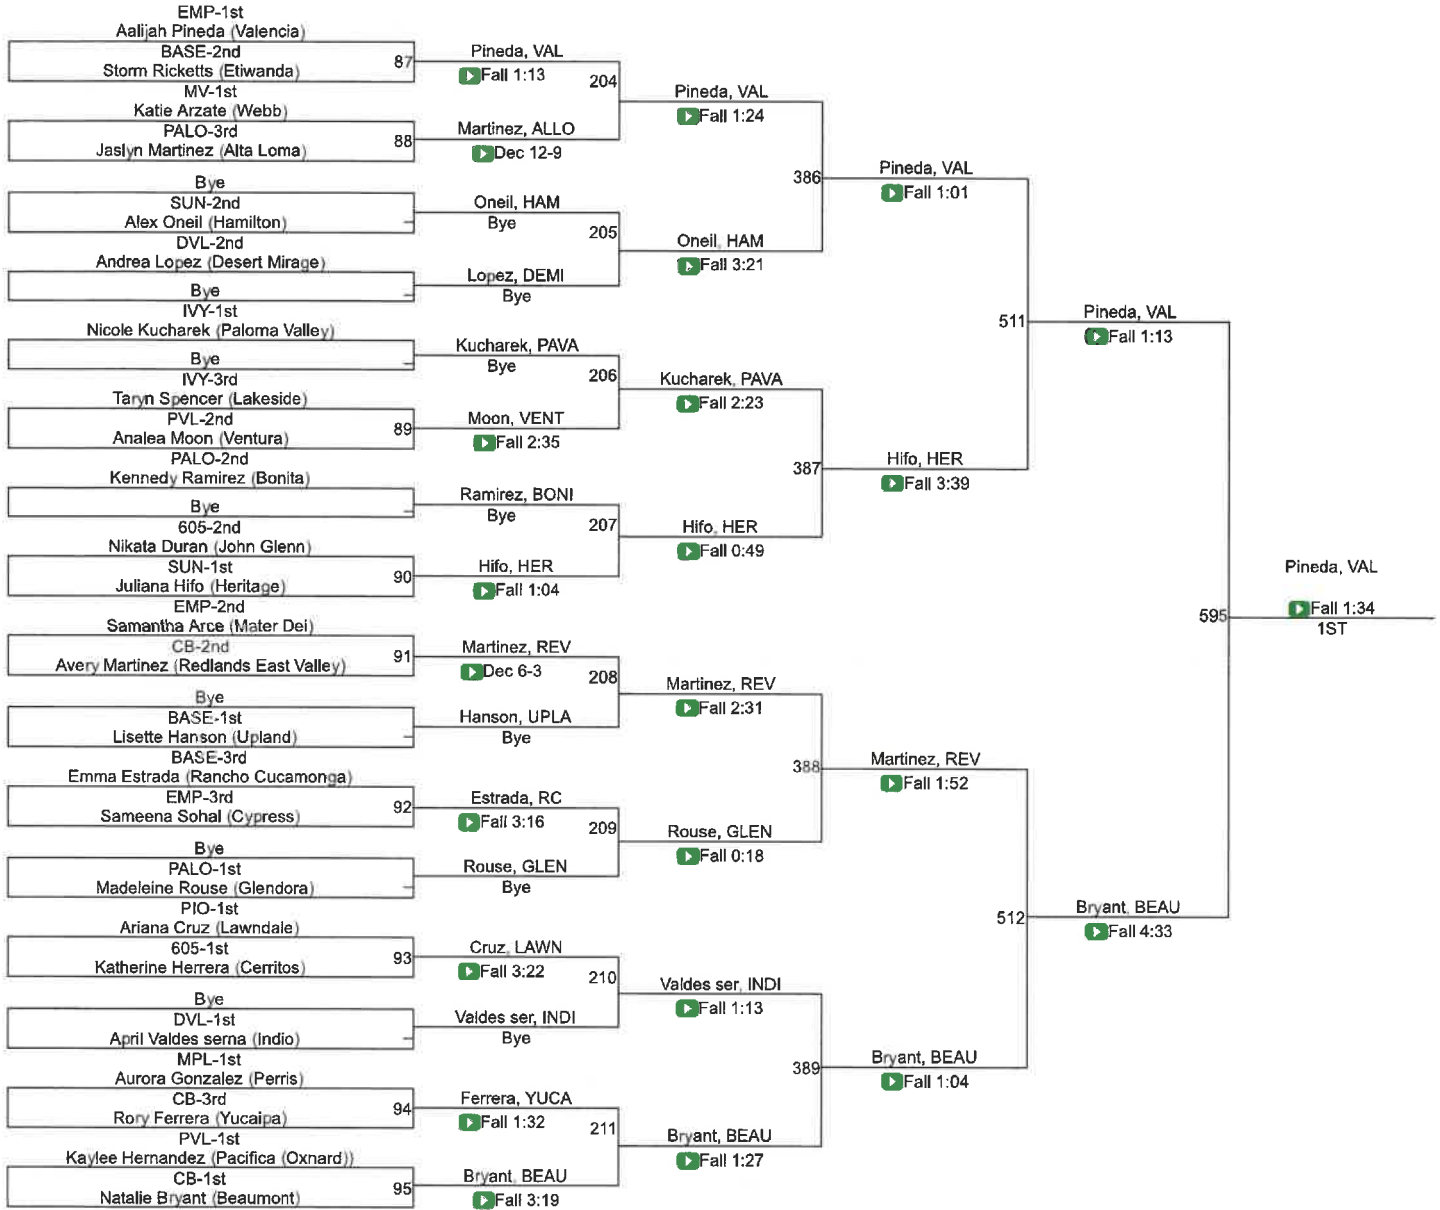 EMP-1st
Aalijah Pineda (Valencia)
BASE-2nd
Storm Ricketts (Etiwanda)
87
MV-1st
Katie Arzate (Webb)
PALO-3rd
Jaslyn Martinez (Alta Loma)
88
Bye
SUN-2nd
Alex Oneil (Hamilton)
DVL-2nd
Andrea Lopez (Desert Mirage)
Bye
IVY-1st
Nicole Kucharek (Paloma Valley)
Bye
IVY-3rd
Taryn Spencer (Lakeside)
PVL-2nd
Analea Moon (Ventura)
89
PALO-2nd
Kennedy Ramirez (Bonita)
Bye
605-2nd
Nikata Duran (John Glenn)
SUN-1st
Juliana Hifo (Heritage)
90
EMP-2nd
Samantha Arce (Mater Dei)
CB-2nd
Avery Martinez (Redlands East Valley)
91
Bye
BASE-1st
Lisette Hanson (Upland)
BASE-3rd
Emma Estrada (Rancho Cucamonga)
EMP-3rd
Sameena Sohal (Cypress)
92
Bye
PALO-1st
Madeleine Rouse (Glendora)
PIO-1st
Ariana Cruz (Lawndale)
605-1st
Katherine Herrera (Cerritos)
93
Bye
DVL-1st
April Valdes serna (Indio)
MPL-1st
Aurora Gonzalez (Perris)
CB-3rd
Rory Ferrera (Yucaipa)
94
PVL-1st
Kaylee Hernandez (Pacifica (Oxnard))
CB-1st
Natalie Bryant (Beaumont)
95
Pineda, VAL
Fall 1:13
204
Martinez, ALLO
Dec 12-9
Oneil, HAM
Bye
205
Lopez, DEMI
Bye
Kucharek, PAVA
Bye
206
Moon, VENT
Fall 2:35
Ramirez, BONI
Bye
207
Hifo, HER
Fall 1:04
Martinez, REV
Dec 6-3
208
Hanson, UPLA
Bye
Estrada, RC
Fall 3:16
209
Rouse, GLEN
Bye
Cruz, LAWN
Fall 3:22
210
Valdes ser, INDI
Bye
Ferrera, YUCA
Fall 1:32
211
Bryant, BEAU
Fall 3:19
Pineda, VAL
Fall 1:24
386
Oneil, HAM
Fall 3:21
Kucharek, PAVA
Fall 2:23
387
Hifo, HER
Fall 0:49
Martinez, REV
Fall 2:31
388
Rouse, GLEN
Fall 0:18
Valdes ser, INDI
Fall 1:13
389
Bryant, BEAU
Fall 1:27
Pineda, VAL
Fall 1:01
511
Hifo, HER
Fall 3:39
Martinez, REV
Fall 1:52
512
Bryant, BEAU
Fall 1:04
Pineda, VAL
Fall 1:13
595
Bryant, BEAU
Fall 4:33
Pineda, VAL
Fall 1:34
1ST